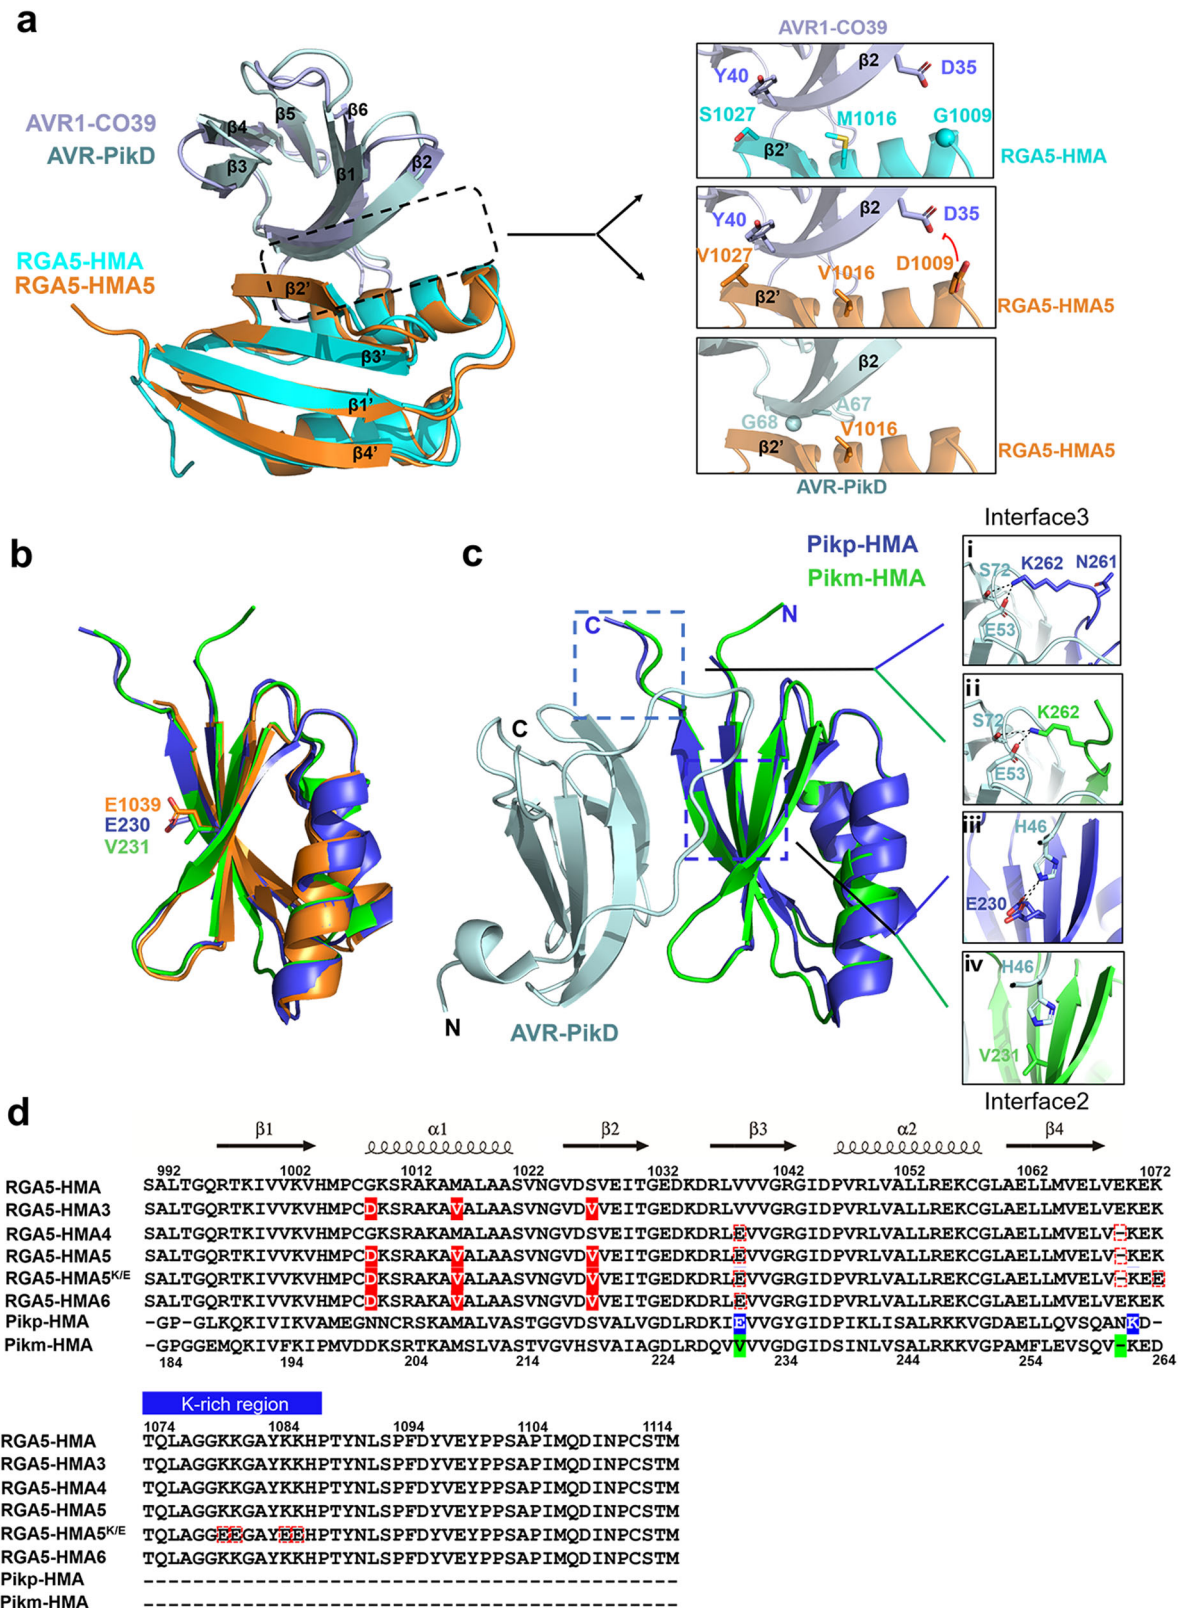 a
AVR1-CO39
AVR-PikD
RGA5-HMA
RGA5-HMA5
β4
β5
β6
β3
β1
β2
β2’
β3’
β1’
β4’
AVR1-CO39
Y40
β2
D35
S1027
M1016
G1009
β2’
RGA5-HMA
Y40
β2
D35
V1027
V1016
D1009
β2’
RGA5-HMA5
β2
G68
A67
V1016
β2’
RGA5-HMA5
AVR-PikD
b
E1039
E230
V231
c
Pikp-HMA
Pikm-HMA
C
N
C
N
AVR-PikD
Interface3
i
S72
K262
N261
E53
ii
S72
K262
E53
iii
H46
E230
iv
H46
V231
Interface2
d
β1 α1 β2 β3 α2 β4
992 1002 1012 1022 1032 1042 1052 1062 1072
RGA5-HMA SALTGQRTKIVVKVHMPCGKSRAKAMALAASVNGVDSVEITGEDKDRLVVVGRGIDPVRLVALLREKCGLAELLMVELVEKEK
RGA5-HMA3 SALTGQRTKIVVKVHMPCDKSRAKAVALAASVNGVDVVEITGEDKDRLVVVGRGIDPVRLVALLREKCGLAELLMVELVEKEK
RGA5-HMA4 SALTGQRTKIVVKVHMPCGKSRAKAMALAASVNGVDSVEITGEDKDRLEVVGRGIDPVRLVALLREKCGLAELLMVELV-KEK
RGA5-HMA5 SALTGQRTKIVVKVHMPCDKSRAKAVALAASVNGVDVVEITGEDKDRLEVVGRGIDPVRLVALLREKCGLAELLMVELV-KEK
RGA5-HMA5K/E SALTGQRTKIVVKVHMPCDKSRAKAVALAASVNGVDVVEITGEDKDRLEVVGRGIDPVRLVALLREKCGLAELLMVELV-KEE
RGA5-HMA6 SALTGQRTKIVVKVHMPCDKSRAKAVALAASVNGVDVVEITGEDKDRLEVVGRGIDPVRLVALLREKCGLAELLMVELVEKEK
Pikp-HMA -GP-GLKQKIVIKVAMEGNNCRSKAMALVASTGGVDSVALVGDLRDKIEVVGYGIDPIKLISALRKKVGDAELLQVSQANKD-
Pikm-HMA -GPGGEMQKIVFKIPMVDDKSRTKAMSLVASTVGVHSVAIAGDLRDQVVVVGDGIDSINLVSALRKKVGPAMFLEVSQV-KED
184 194 204 214 224 234 244 254 264
K-rich region
1074 1084 1094 1104 1114
RGA5-HMA TQLAGGKKGAYKKHPTYNLSPFDYVEYPPSAPIMQDINPCSTM
RGA5-HMA3 TQLAGGKKGAYKKHPTYNLSPFDYVEYPPSAPIMQDINPCSTM
RGA5-HMA4 TQLAGGKKGAYKKHPTYNLSPFDYVEYPPSAPIMQDINPCSTM
RGA5-HMA5 TQLAGGKKGAYKKHPTYNLSPFDYVEYPPSAPIMQDINPCSTM
RGA5-HMA5K/E TQLAGGEEGAYEEHPTYNLSPFDYVEYPPSAPIMQDINPCSTM
RGA5-HMA6 TQLAGGKKGAYKKHPTYNLSPFDYVEYPPSAPIMQDINPCSTM
Pikp-HMA -------------------------------------------
Pikm-HMA -------------------------------------------